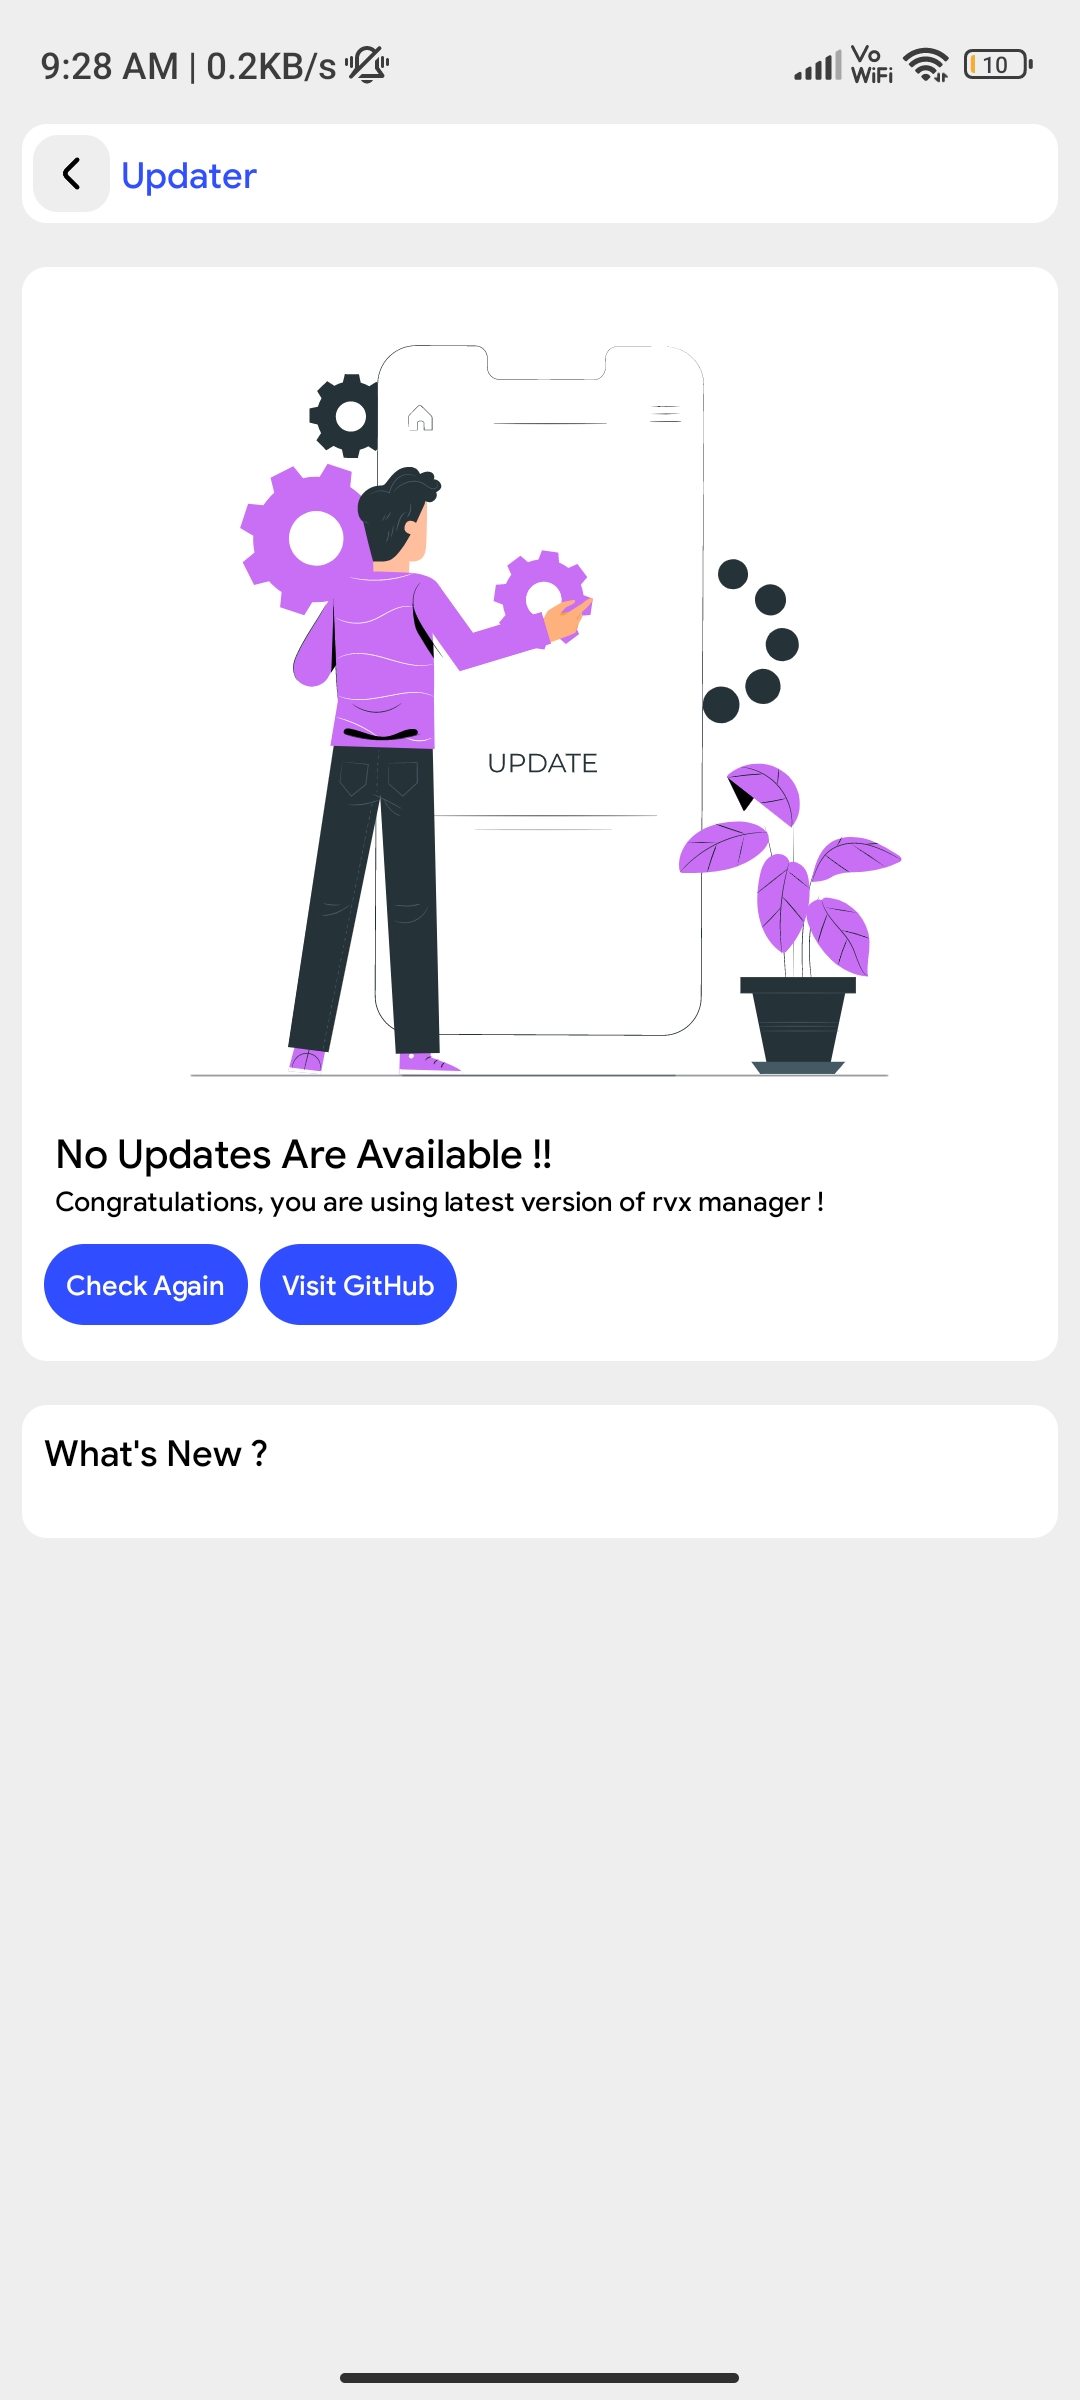 9:28 AM | 0.2KB/s
Vo
WiFi
10
Updater
UPDATE
No Updates Are Available !!
Congratulations, you are using latest version of rvx manager !
Check Again
Visit GitHub
What's New ?